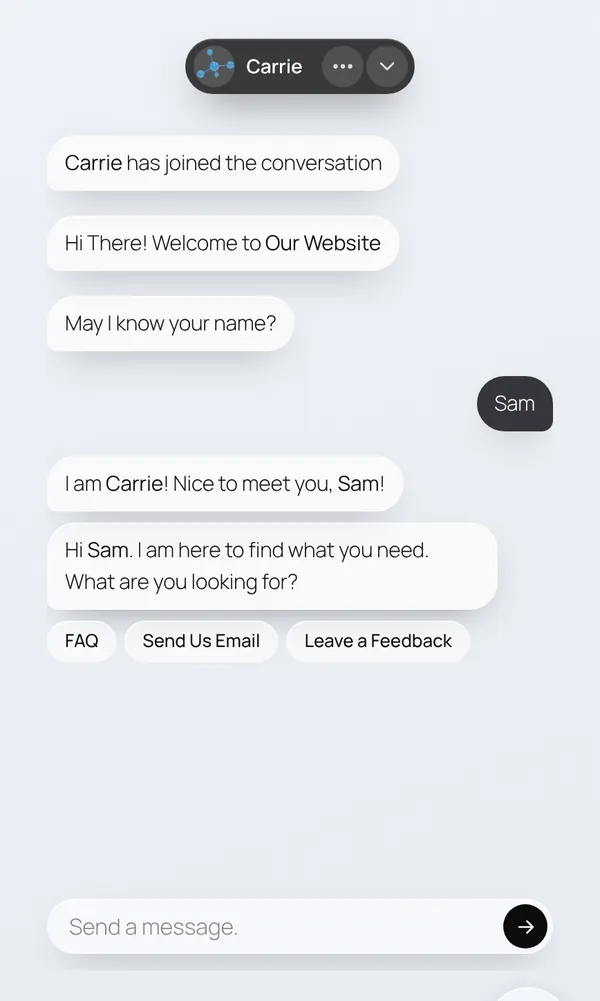 Carrie
Carrie has joined the conversation
Hi There! Welcome to Our Website
May I know your name?
Sam
I am Carrie! Nice to meet you, Sam!
Hi Sam. I am here to find what you need.
What are you looking for?
FAQ Send Us Email Leave a Feedback
Send a message.